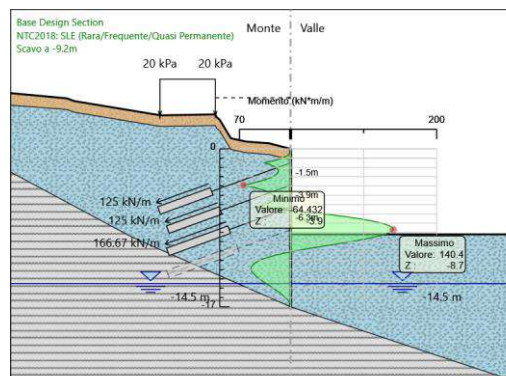 Base Design Section
NTC2018: SLE (Rara/Frequente/Quasi Permanente)
Scavo a -9.2m
Monte
Valle
20 kPa
20 kPa
Momento (kN*m/m)
70
200
0
-1.5m
-3.9m
-6.3m
125 kN/m
125 kN/m
166.67 kN/m
Minimo
Valore -64.432
Z : -3.9
Massimo
Valore: 140.4
Z : -8.7
-14.5 m
-14.5 m
-17